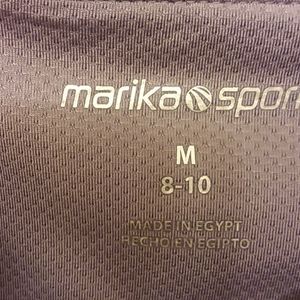 marika spor
M
8-10
MADE IN EGYPT
HECHO EN EGIPTO